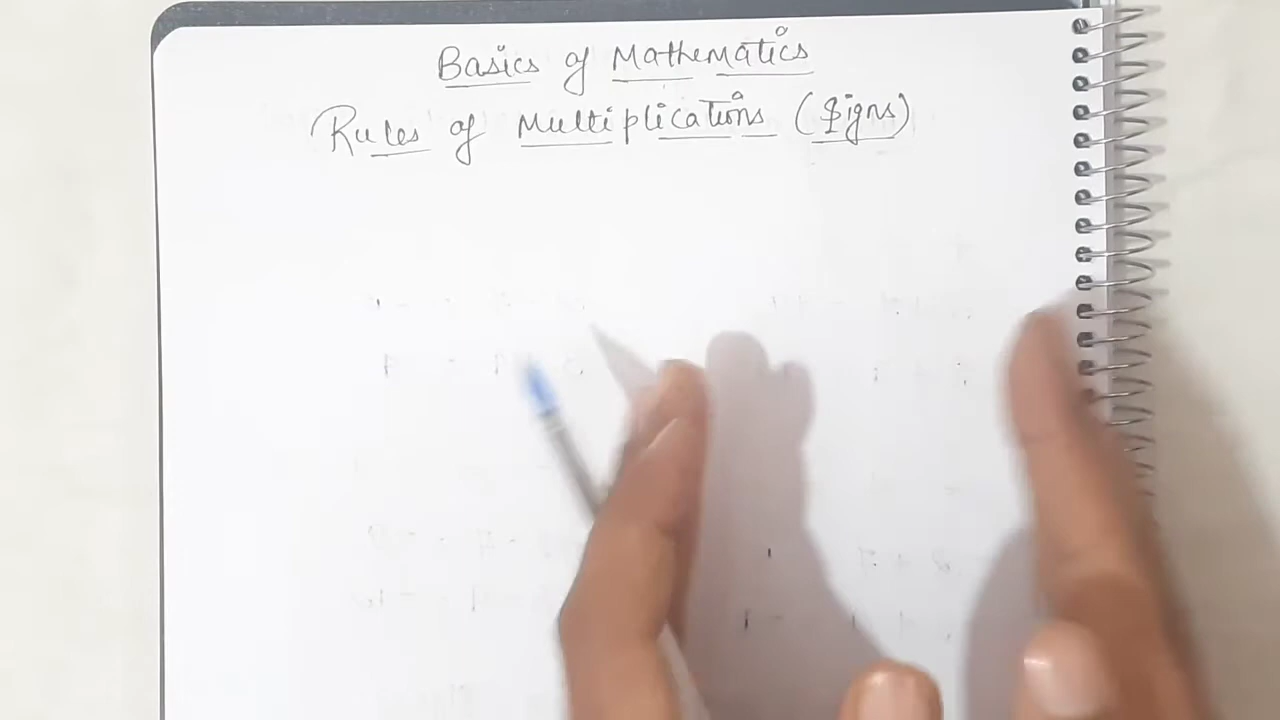 Basics of Mathematics
Rules of Multiplications (Signs)